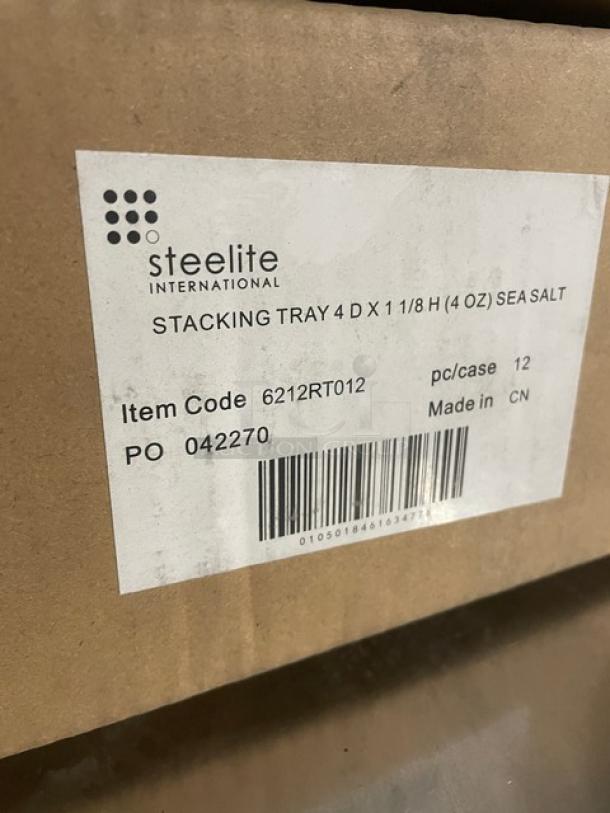 steelite
INTERNATIONAL
STACKING TRAY 4 D X 1 1/8 H (4 OZ) SEA SALT
Item Code 6212RT012 pc/case 12
PO 042270 Made in CN